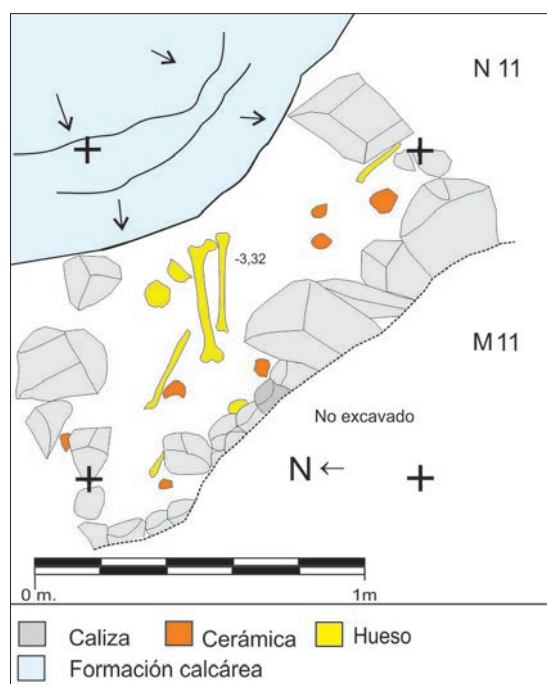 N 11
-3,32
M 11
No excavado
N ←
0 m. 1m
Caliza Cerámica Hueso
Formación calcárea